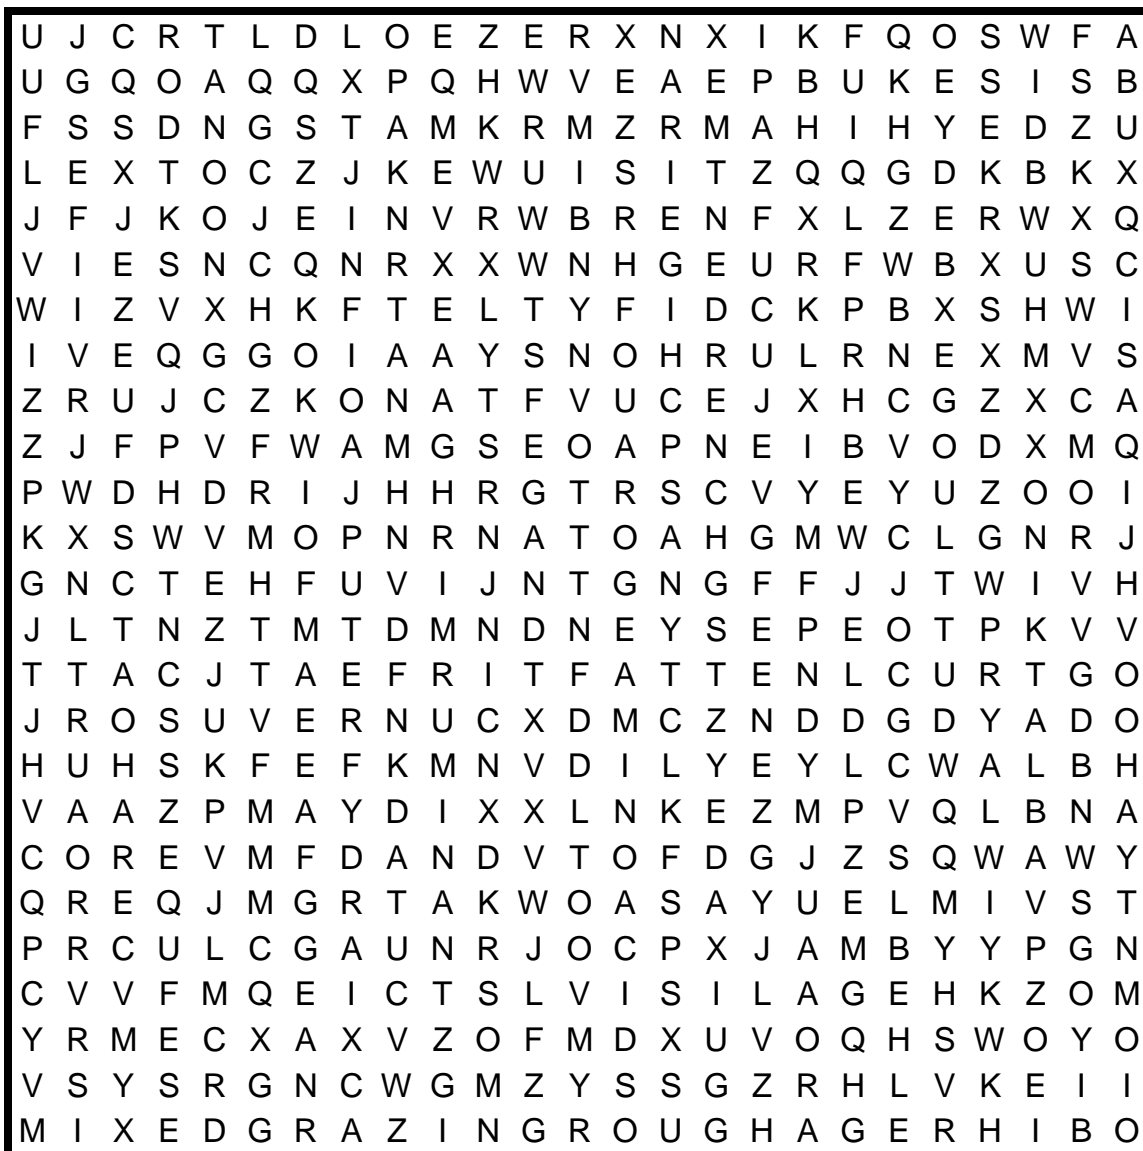 U J C R T L D L O E Z E R X N X I K F Q O S W F A
U G Q O A Q Q X P Q H W V E A E P B U K E S I S B
F S S D N G S T A M K R M Z R M A H I H Y E D Z U
L E X T O C Z J K E W U I S I T Z Q Q G D K B K X
J F J K O J E I N V R W B R E N F X L Z E R W X Q
V I E S N C Q N R X X W N H G E U R F W B X U S C
W I Z V X H K F T E L T Y F I D C K P B X S H W I
I V E Q G G O I A A Y S N O H R U L R N E X M V S
Z R U J C Z K O N A T F V U C E J X H C G Z X C A
Z J F P V F W A M G S E O A P N E I B V O D X M Q
P W D H D R I J H H R G T R S C V Y E Y U Z O O I
K X S W V M O P N R N A T O A H G M W C L G N R J
G N C T E H F U V I J N T G N G F F J J T W I V H
J L T N Z T M T D M N D N E Y S E P E O T P K V V
T T A C J T A E F R I T F A T T E N L C U R T G O
J R O S U V E R N U C X D M C Z N D D G D Y A D O
H U H S K F E F K M N V D I L Y E Y L C W A L B H
V A A Z P M A Y D I X X L N K E Z M P V Q L B N A
C O R E V M F D A N D V T O F D G J Z S Q W A W Y
Q R E Q J M G R T A K W O A S A Y U E L M I V S T
P R C U L C G A U N R J O C P X J A M B Y Y P G N
C V V F M Q E I C T S L V I S I L A G E H K Z O M
Y R M E C X A X V Z O F M D X U V O Q H S W O Y O
V S Y S R G N C W G M Z Y S S G Z R H L V K E I I
M I X E D G R A Z I N G R O U G H A G E R H I B O